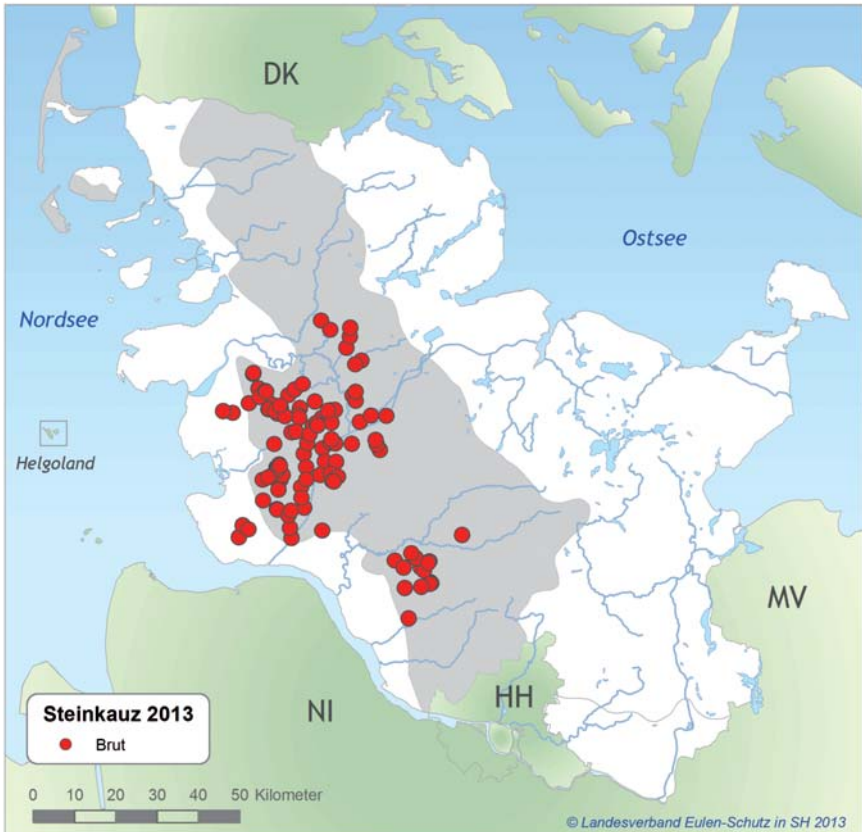 DK
Ostsee
Nordsee
Helgoland
MV
HH
NI
Steinkauz 2013
Brut
0 10 20 30 40 50 Kilometer
© Landesverband Eulen-Schutz in SH 2013